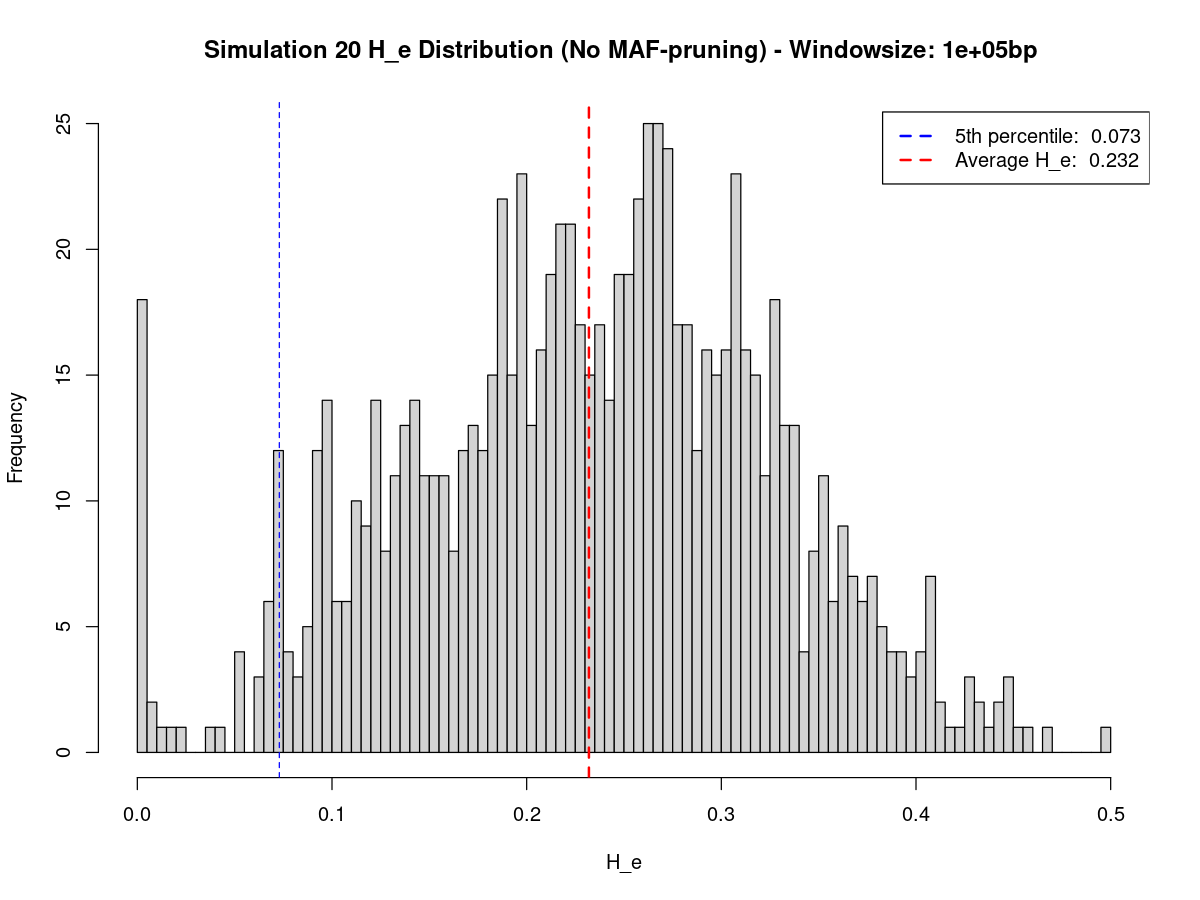 Simulation 20 H_e Distribution (No MAF-pruning) - Windowsize: 1e+05bp
5th percentile: 0.073
Average H_e: 0.232
Frequency
25
20
15
10
5
0
0.0 0.1 0.2 0.3 0.4 0.5
H_e